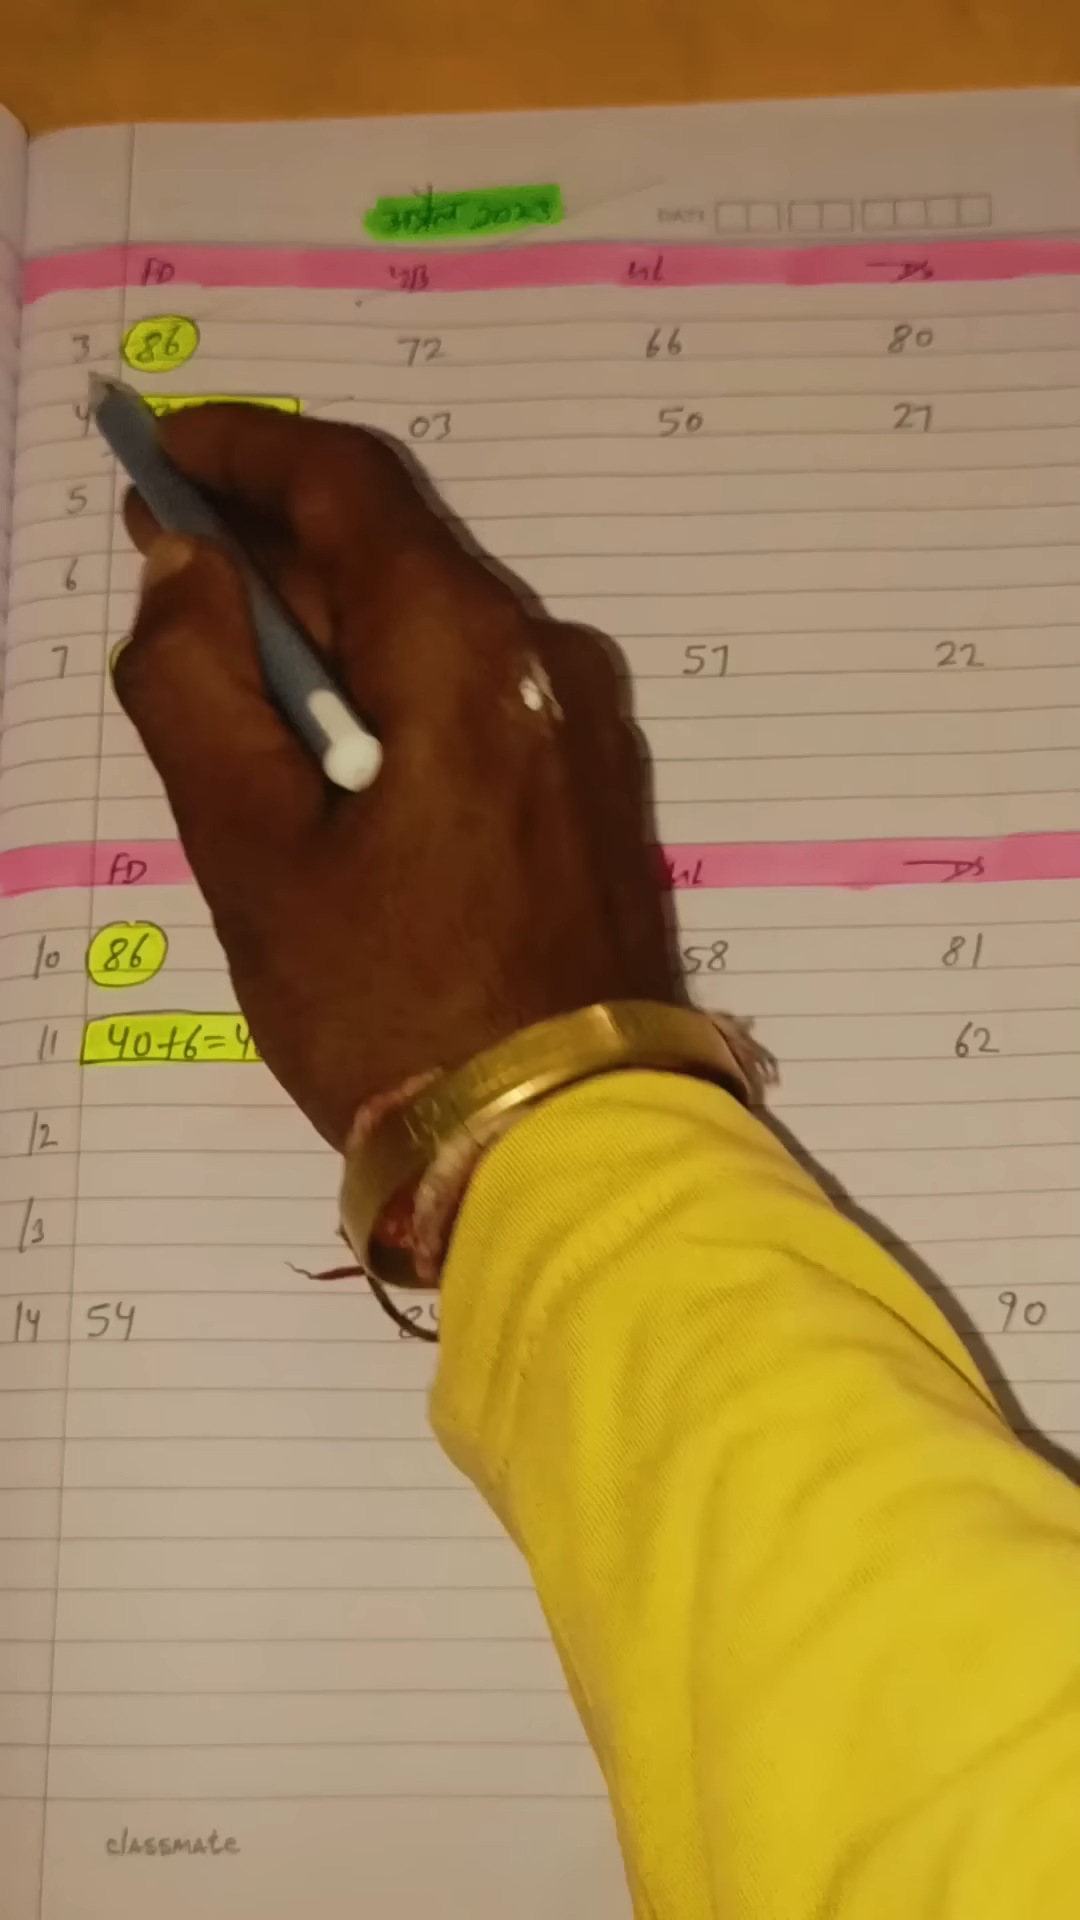 अप्रैल 2023
DATE
FD GB GL DS
3 86 72 66 80
4 03 50 27
5
6
7 57 22
FD GL DS
10 86 58 81
11 40+6=4 62
12
13
14 54 90
classmate